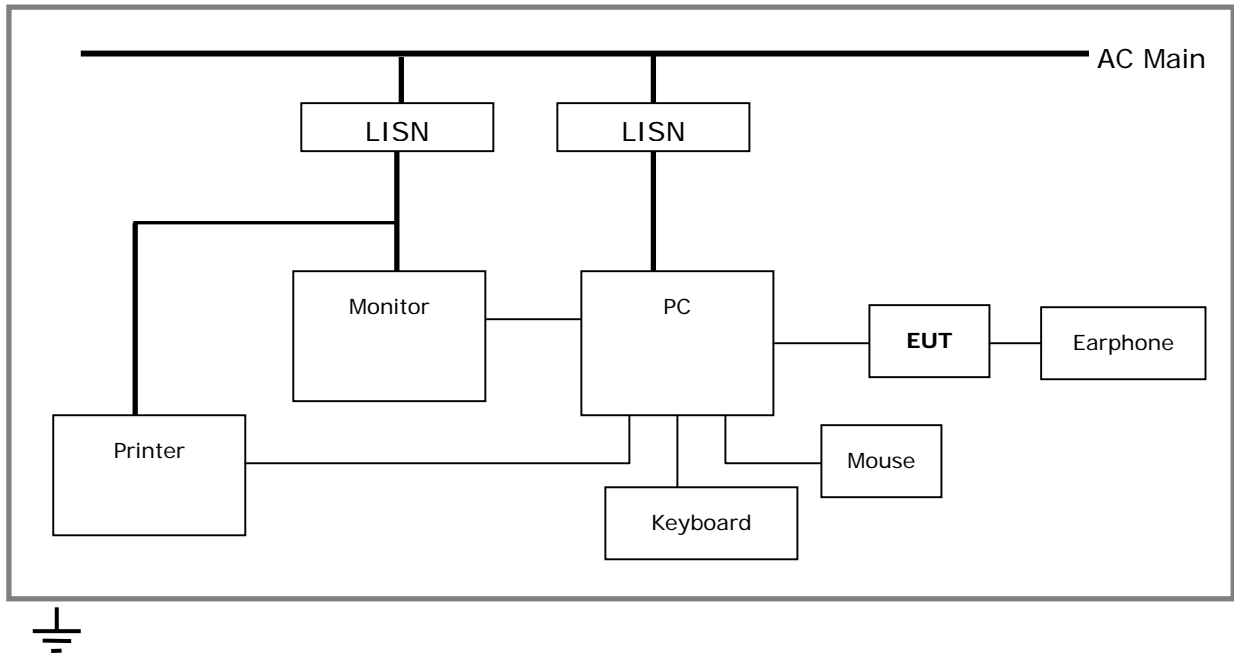 AC Main
LISN
LISN
Monitor
PC
EUT
Earphone
Printer
Mouse
Keyboard